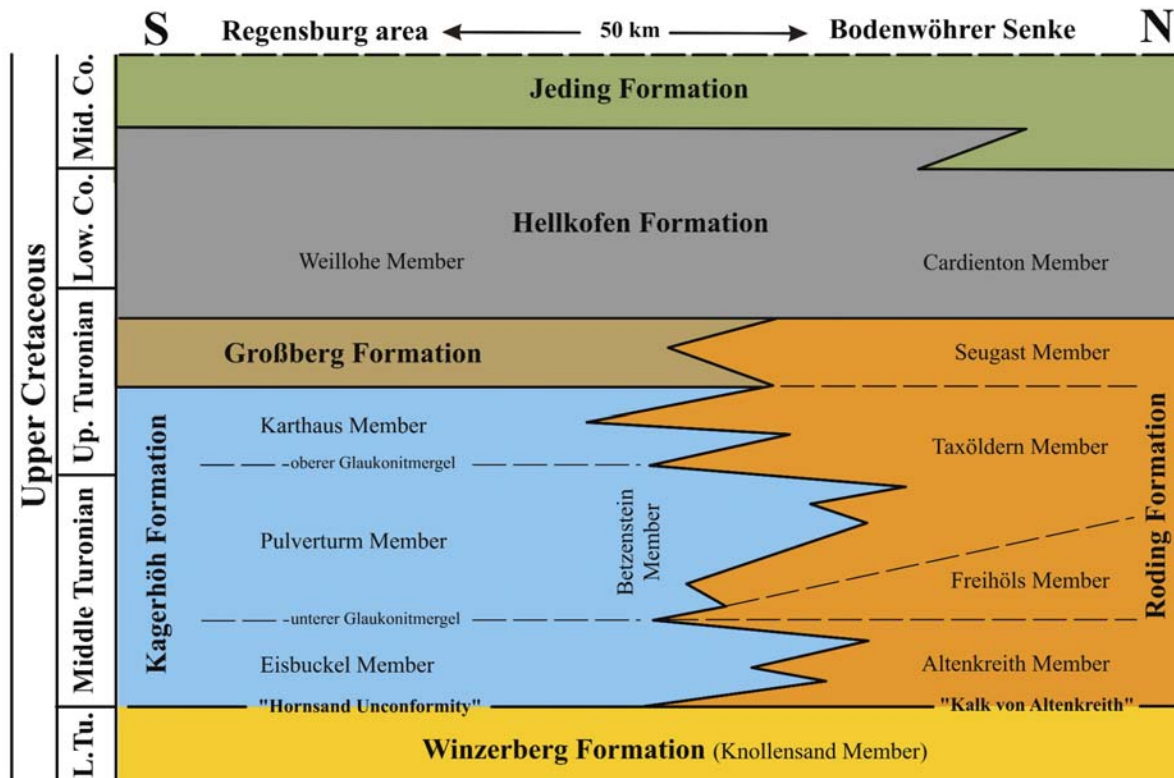 S
Regensburg area
50 km
Bodenwöhrer Senke
N
Upper Cretaceous
Mid. Co.
Low. Co.
Up. Turonian
Middle Turonian
L.Tu.
Jeding Formation
Hellkofen Formation
Weillohe Member
Cardienton Member
Großberg Formation
Seugast Member
Kagerhöh Formation
Karthaus Member
oberer Glaukonitmergel
Taxöldern Member
Roding Formation
Pulverturm Member
Betzenstein
Member
Freihöls Member
unterer Glaukonitmergel
Eisbuckel Member
Altenkreith Member
"Hornsand Unconformity"
"Kalk von Altenkreith"
Winzerberg Formation (Knollensand Member)